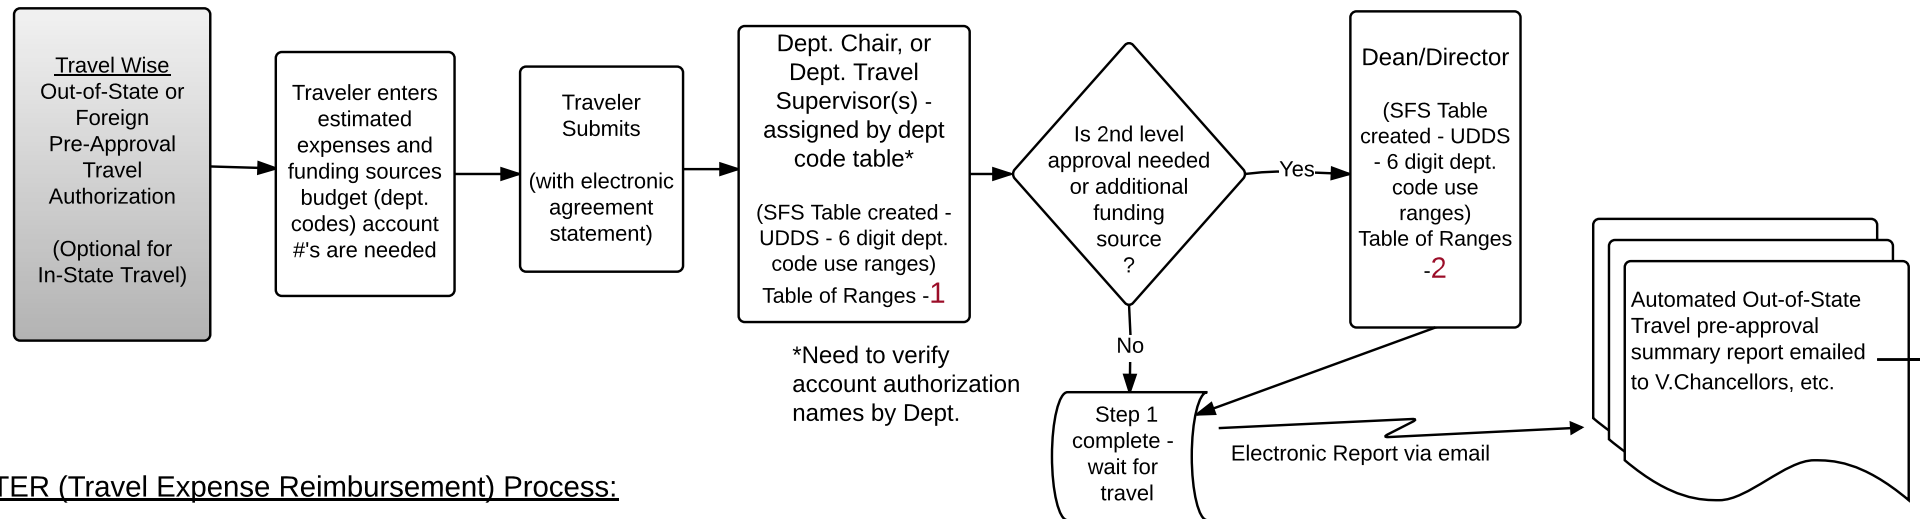 Travel Wise
Out-of-State or
Foreign
Pre-Approval
Travel
Authorization
(Optional for
In-State Travel)
Traveler enters
estimated
expenses and
funding sources
budget (dept.
codes) account
#'s are needed
Traveler
Submits
(with electronic
agreement
statement)
Dept. Chair, or
Dept. Travel
Supervisor(s) -
assigned by dept
code table*
(SFS Table created -
UDDS - 6 digit dept.
code use ranges)
Table of Ranges -1
*Need to verify
account authorization
names by Dept.
Is 2nd level
approval needed
or additional
funding
source
?
Yes
No
Dean/Director
(SFS Table
created - UDDS
- 6 digit dept.
code use
ranges)
Table of Ranges
-2
Step 1
complete -
wait for
travel
Electronic Report via email
Automated Out-of-State
Travel pre-approval
summary report emailed
to V.Chancellors, etc.
TER (Travel Expense Reimbursement) Process: